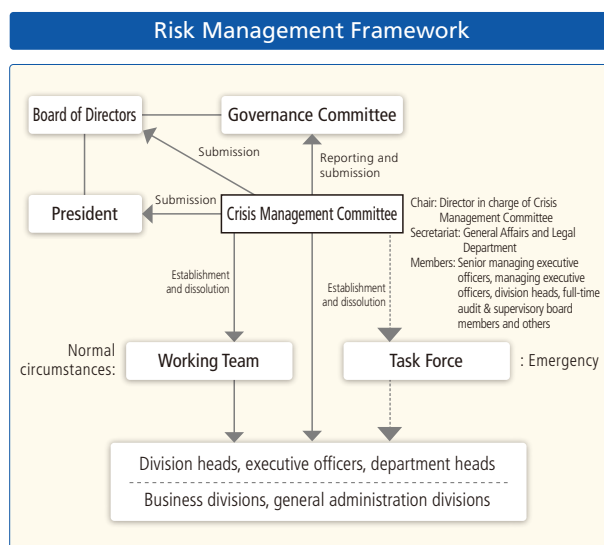 Risk Management Framework
Board of Directors
Governance Committee
Submission
Reporting and
submission
President
Submission
Crisis Management Committee
Chair: Director in charge of Crisis
Management Committee
Secretariat: General Affairs and Legal
Department
Members: Senior managing executive
officers, managing executive
officers, division heads, full-time
audit & supervisory board
members and others
Establishment
and dissolution
Establishment
and dissolution
Normal
circumstances:
Working Team
Task Force
: Emergency
Division heads, executive officers, department heads
Business divisions, general administration divisions